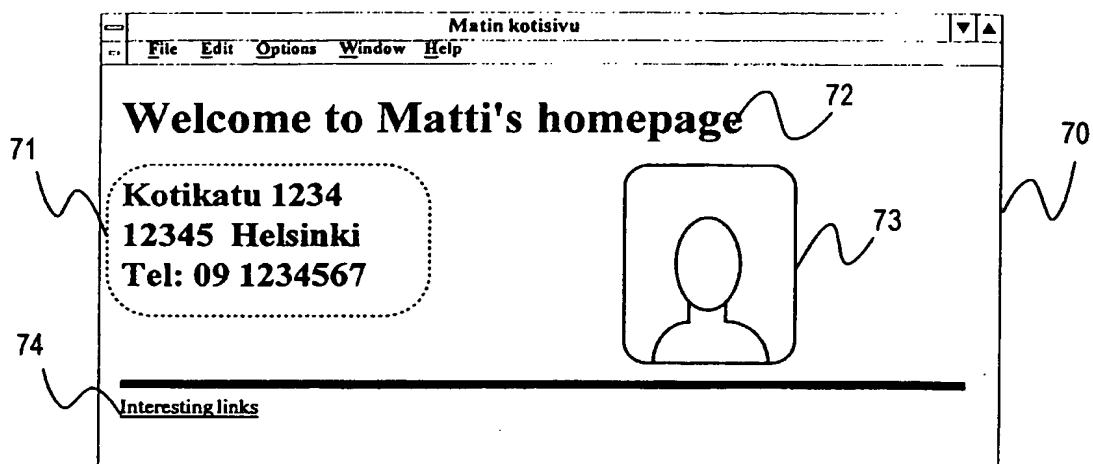 Matin kotisivu
File Edit Options Window Help
Welcome to Matti's homepage
72
70
71
Kotikatu 1234
12345 Helsinki
Tel: 09 1234567
73
74
Interesting links